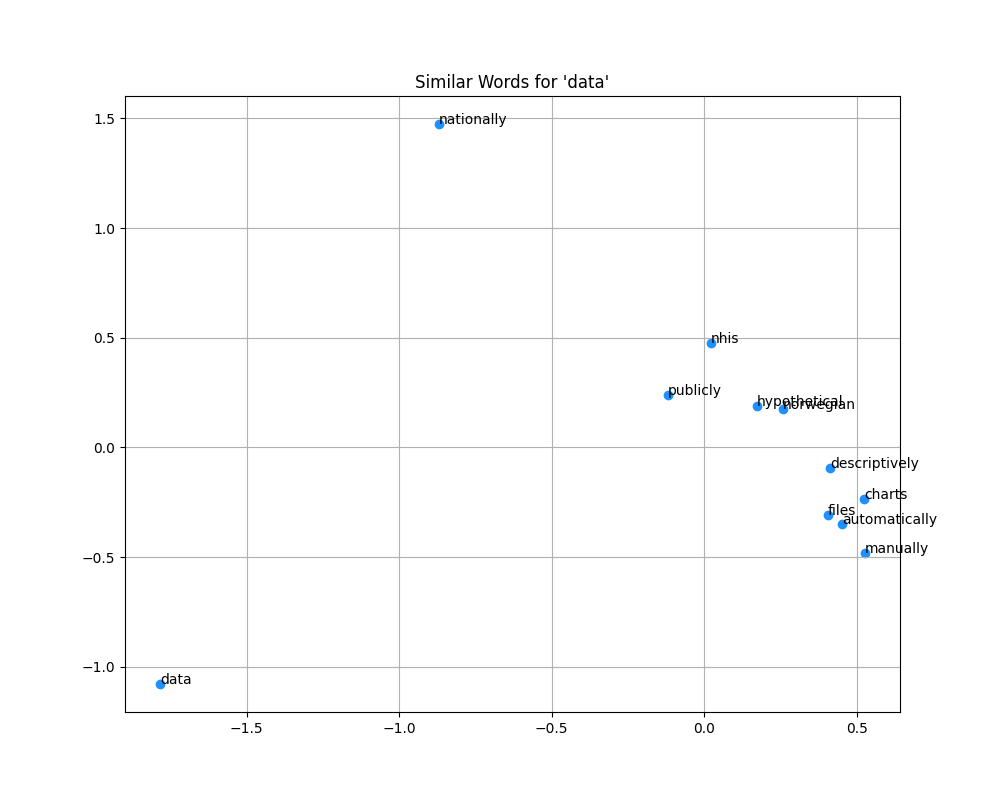 Similar Words for 'data'
1.5
nationally
1.0
0.5
nhis
publicly
hypothetical
norwegian
0.0
descriptively
charts
files
automatically
−0.5
manually
−1.0
data
−1.5
−1.0
−0.5
0.0
0.5